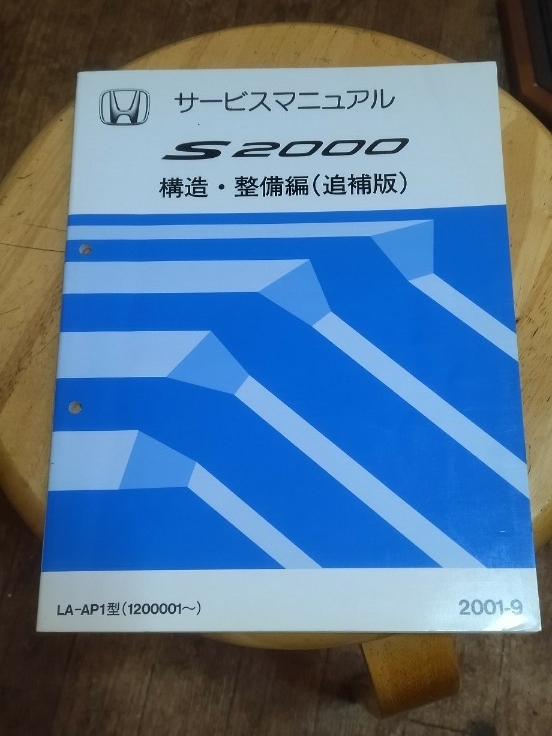 サービスマニュアル
S2000
構造・整備編(追補版)
LA-AP1型(1200001～)
2001-9